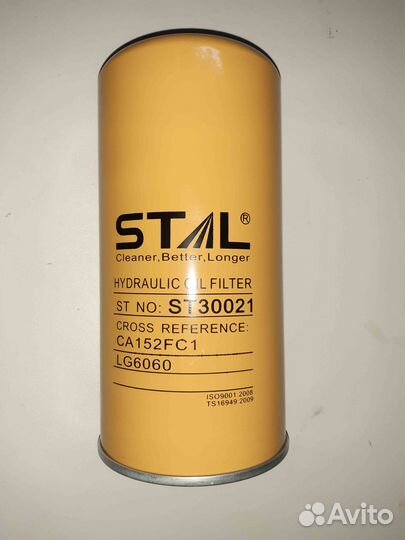 STAL®
Cleaner, Better, Longer
HYDRAULIC OIL FILTER
ST NO: ST30021
CROSS REFERENCE:
CA152FC1
LG6060
ISO9001 2008
TS16949 2009
Avito